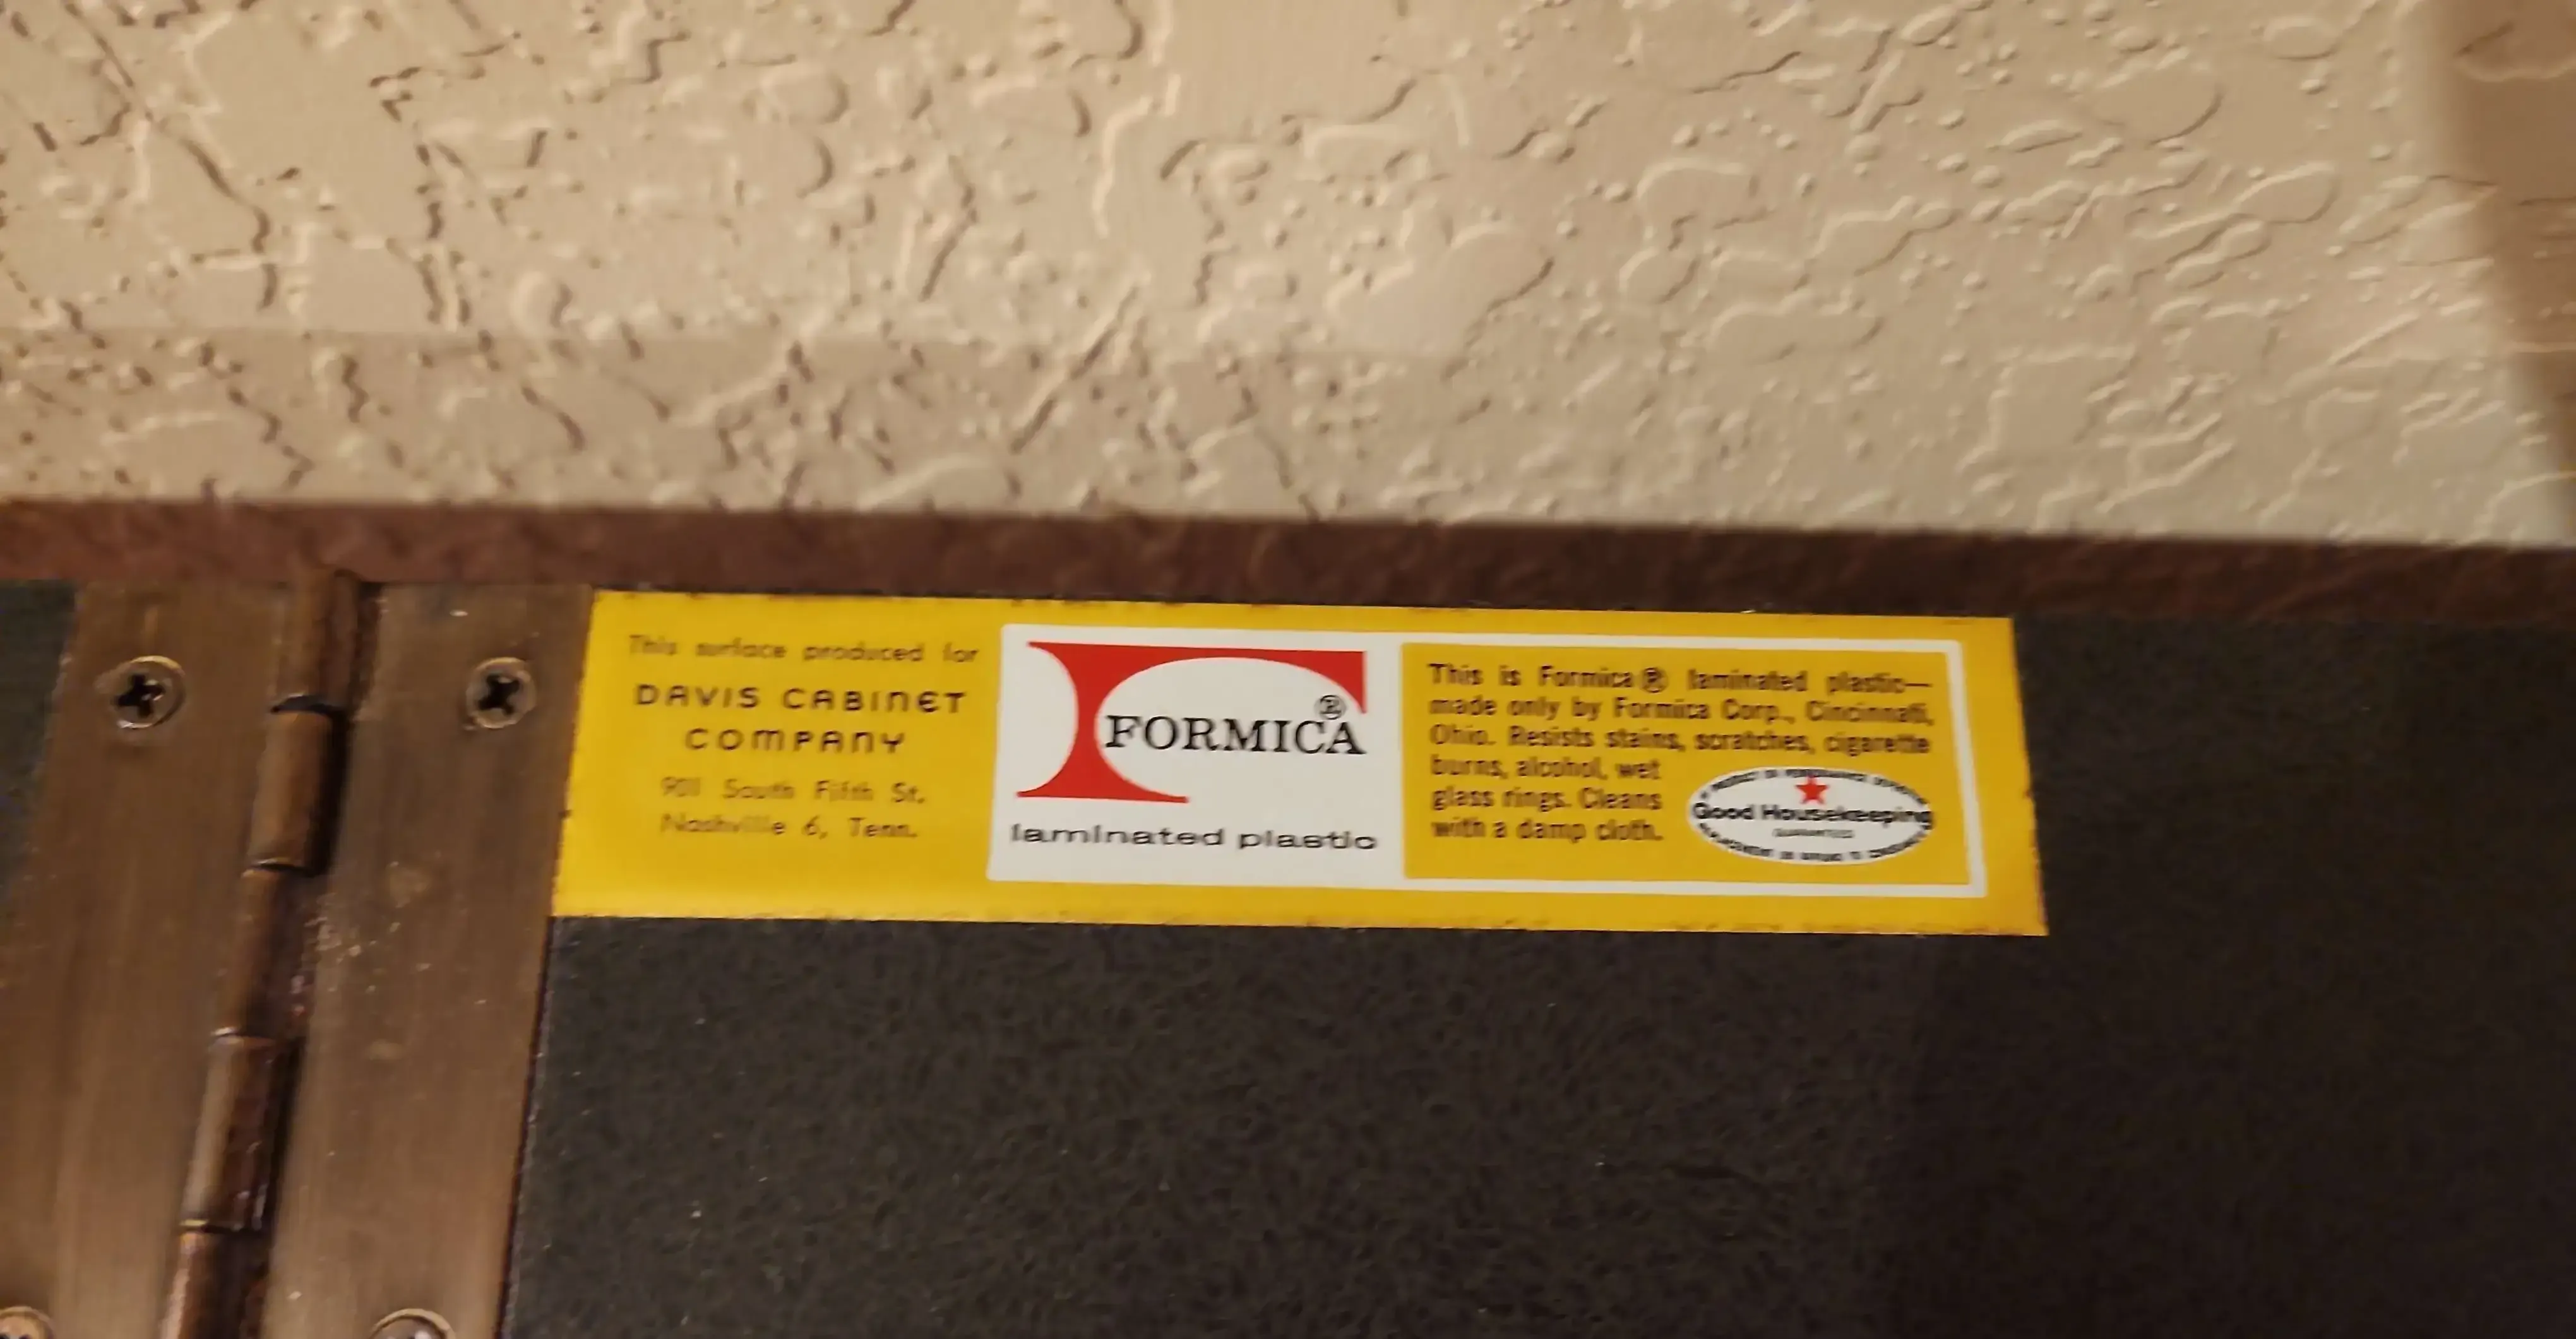 This surface produced for
DAVIS CABINET
COMPANY
901 South Fifth St.
Nashville 6, Tenn.
FORMICA®
laminated plastic
This is Formica® laminated plastic—
made only by Formica Corp., Cincinnati,
Ohio. Resists stains, scratches, cigarette
burns, alcohol, wet
glass rings. Cleans
with a damp cloth.
Good Housekeeping
GUARANTEES